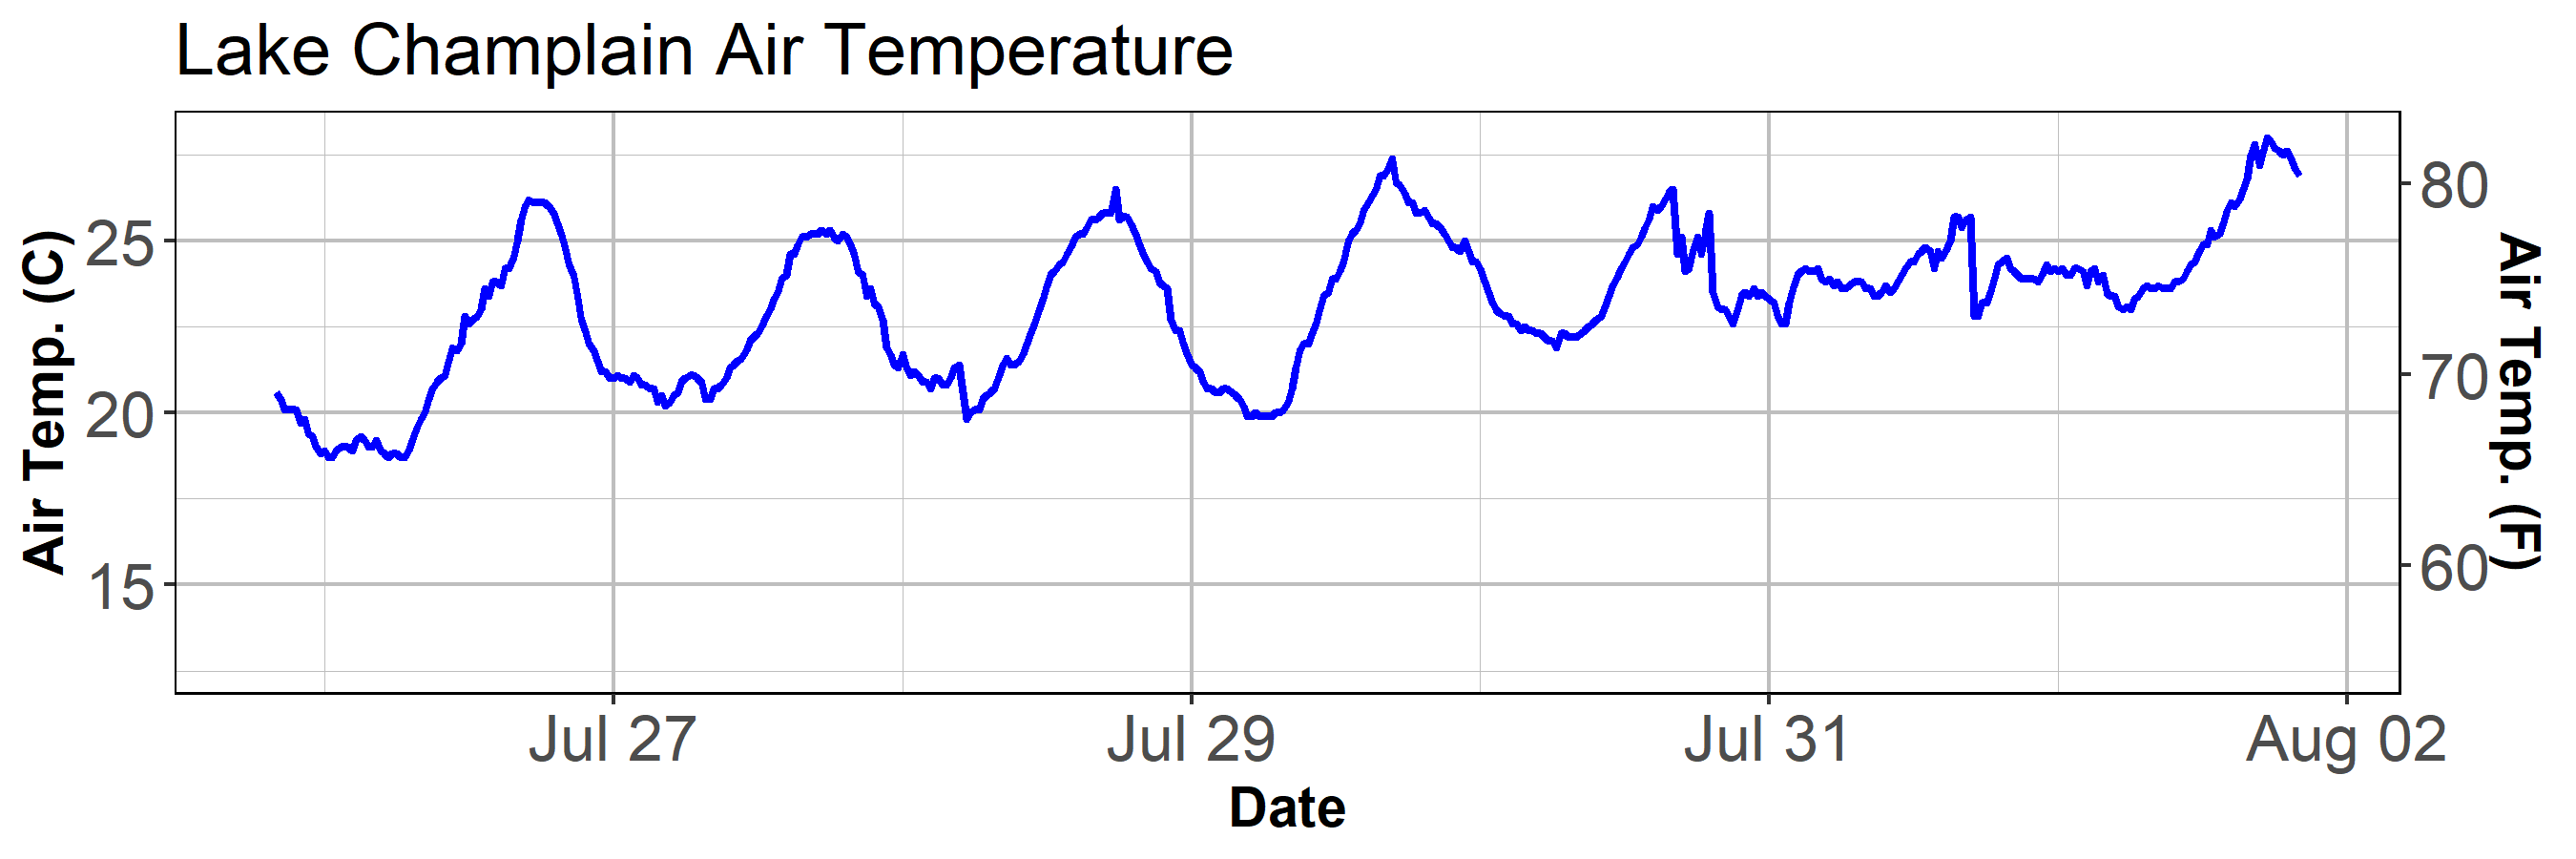 Lake Champlain Air Temperature
Air Temp. (C)
25
20
15
80
70
60
Air Temp. (F)
Jul 27
Jul 29
Jul 31
Aug 02
Date